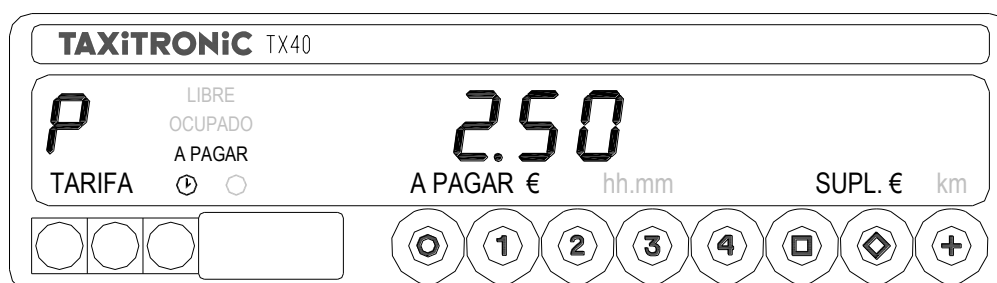 TAXiTRONiC TX40
LIBRE
OCUPADO
P 2.50
A PAGAR
TARIFA A PAGAR € hh.mm SUPL. € km
1 2 3 4 +